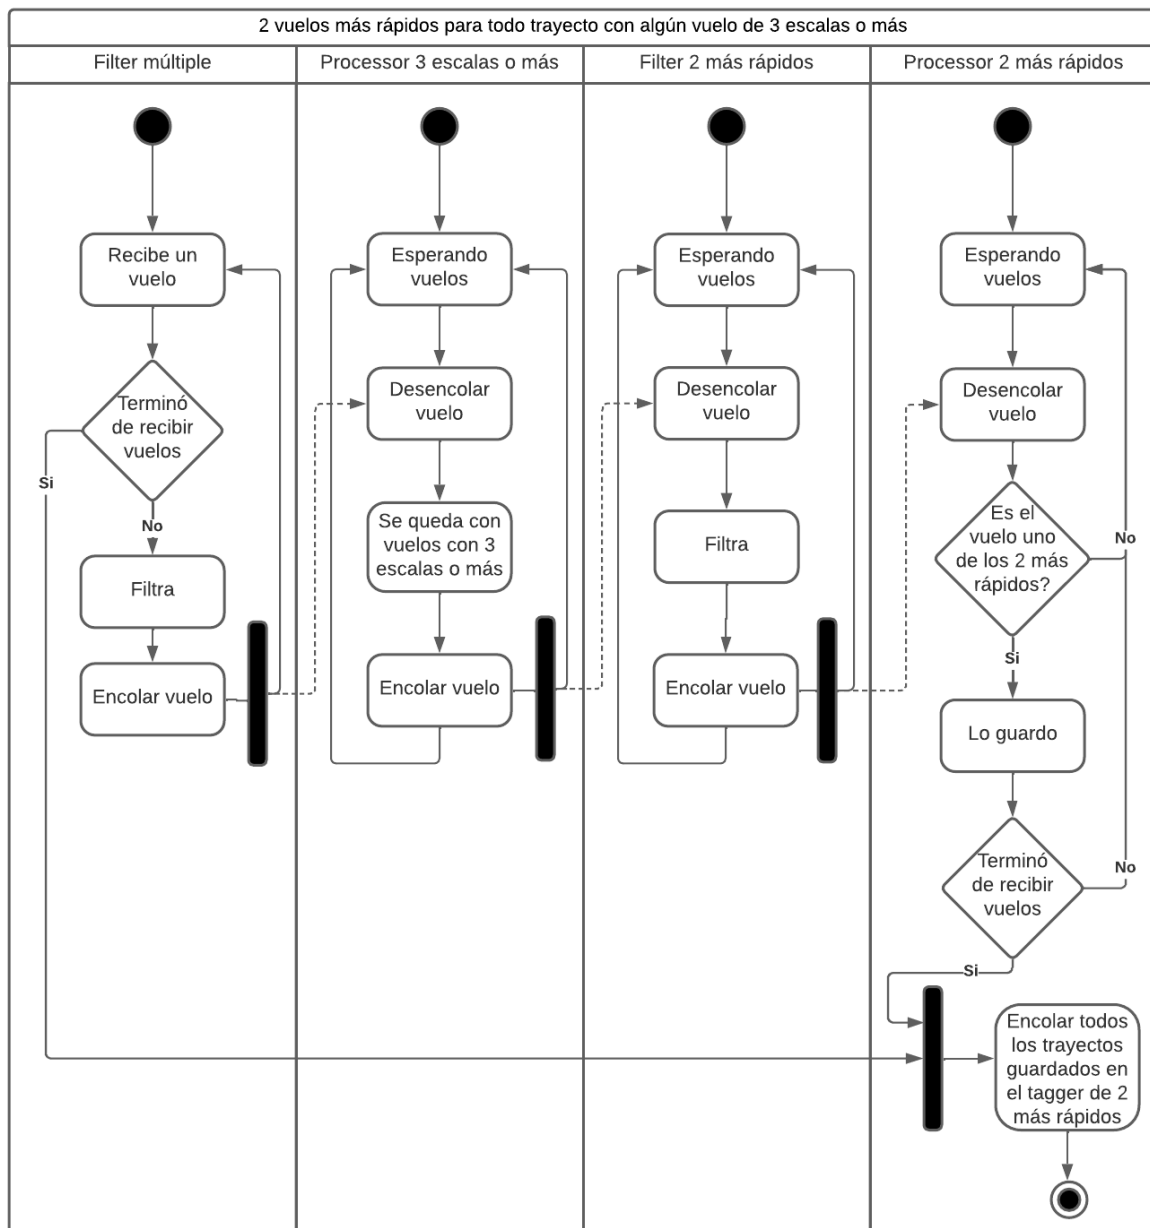 2 vuelos más rápidos para todo trayecto con algún vuelo de 3 escalas o más
Filter múltiple
Processor 3 escalas o más
Filter 2 más rápidos
Processor 2 más rápidos
Recibe un
vuelo
Terminó
de recibir
vuelos
Si
No
Filtra
Encolar vuelo
Esperando
vuelos
Desencolar
vuelo
Se queda con
vuelos con 3
escalas o más
Encolar vuelo
Esperando
vuelos
Desencolar
vuelo
Filtra
Encolar vuelo
Esperando
vuelos
Desencolar
vuelo
Es el
vuelo uno
de los 2 más
rápidos?
No
Si
Lo guardo
Terminó
de recibir
vuelos
No
Si
Encolar todos
los trayectos
guardados en
el tagger de 2
más rápidos